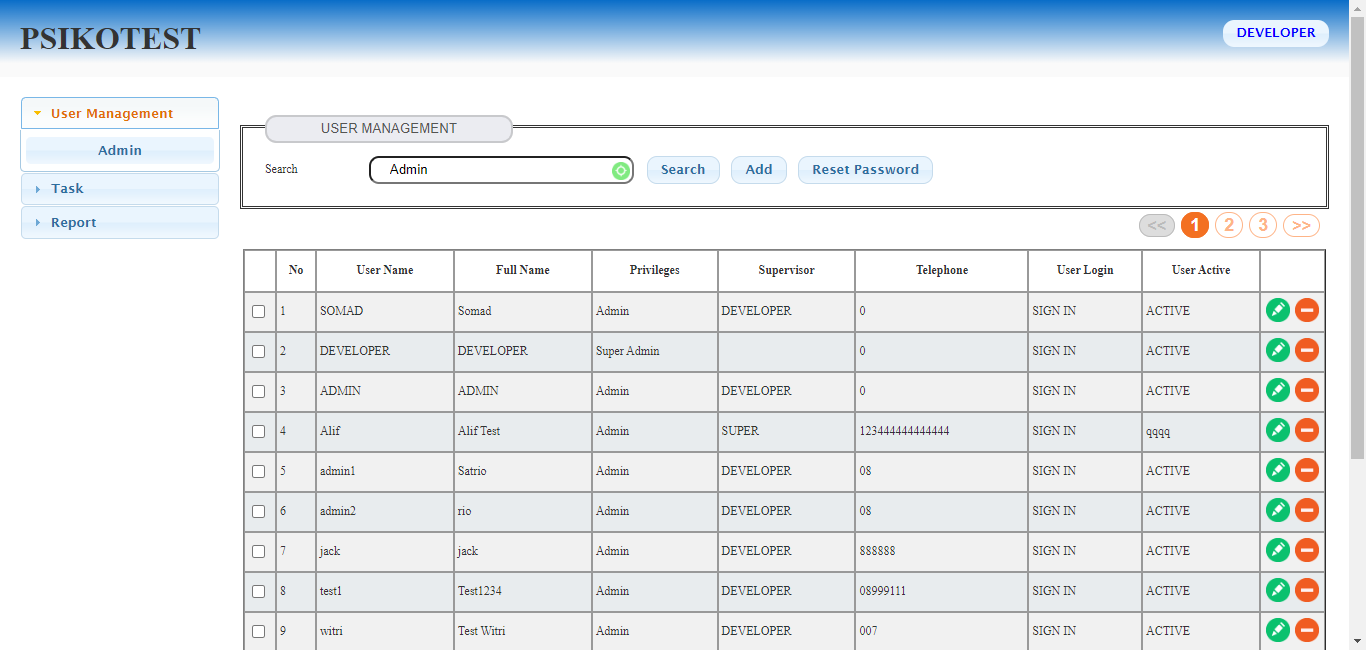 PSIKOTEST
DEVELOPER
User Management
Admin
Task
Report
USER MANAGEMENT
Search Admin Search Add Reset Password
<< 1 2 3 >>
No User Name Full Name Privileges Supervisor Telephone User Login User Active
1 SOMAD Somad Admin DEVELOPER 0 SIGN IN ACTIVE
2 DEVELOPER DEVELOPER Super Admin 0 SIGN IN ACTIVE
3 ADMIN ADMIN Admin DEVELOPER 0 SIGN IN ACTIVE
4 Alif Alif Test Admin SUPER 123444444444444 SIGN IN qqqq
5 admin1 Satrio Admin DEVELOPER 08 SIGN IN ACTIVE
6 admin2 rio Admin DEVELOPER 08 SIGN IN ACTIVE
7 jack jack Admin DEVELOPER 888888 SIGN IN ACTIVE
8 test1 Test1234 Admin DEVELOPER 08999111 SIGN IN ACTIVE
9 witri Test Witri Admin DEVELOPER 007 SIGN IN ACTIVE